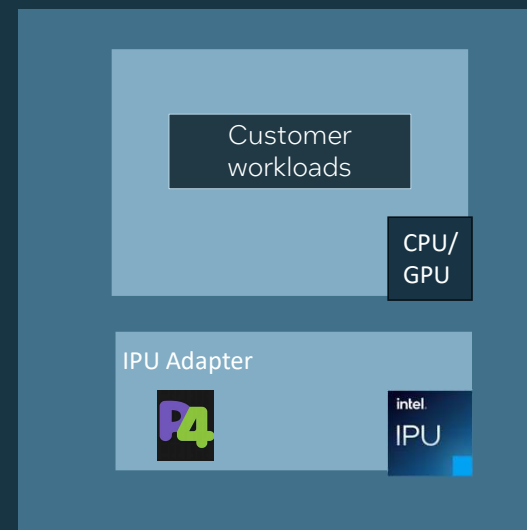 Customer
workloads
CPU/
GPU
IPU Adapter
P4
intel.
IPU